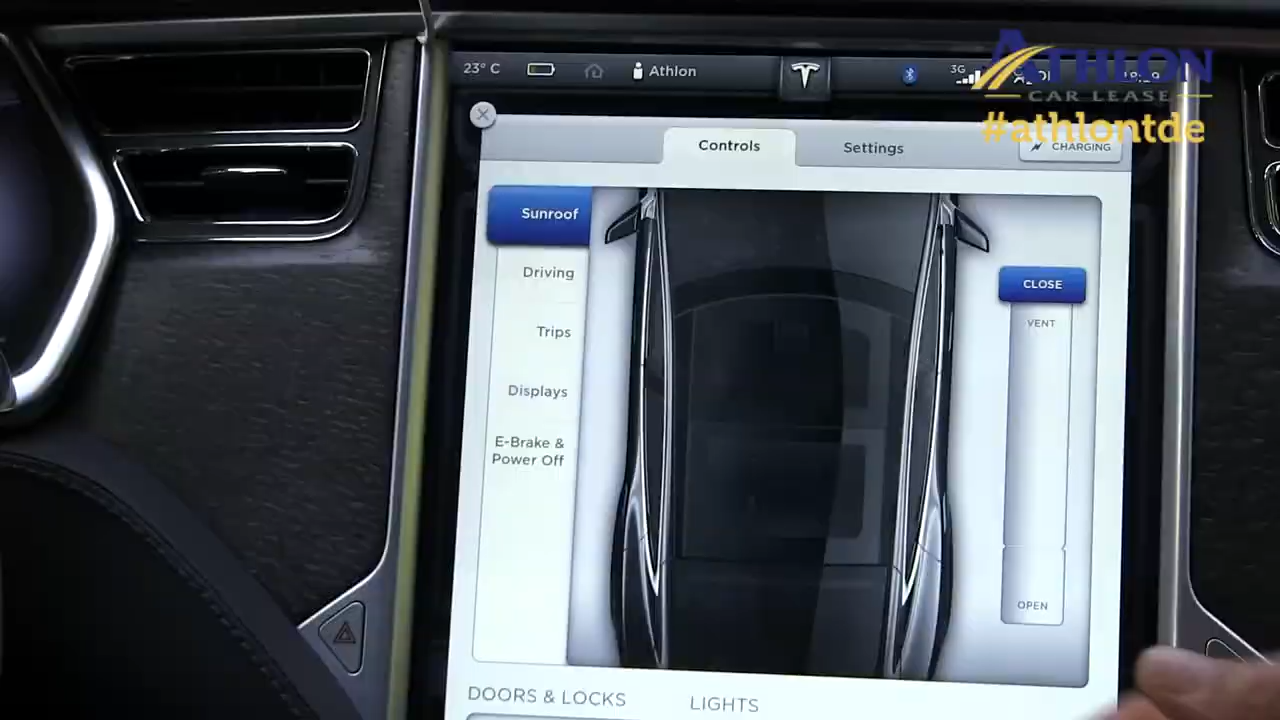 23° C
Athlon
3G
ATHLON
CAR LEASE
#athlontde
Controls
Settings
CHARGING
Sunroof
Driving
Trips
Displays
E-Brake &
Power Off
CLOSE
VENT
OPEN
DOORS & LOCKS
LIGHTS